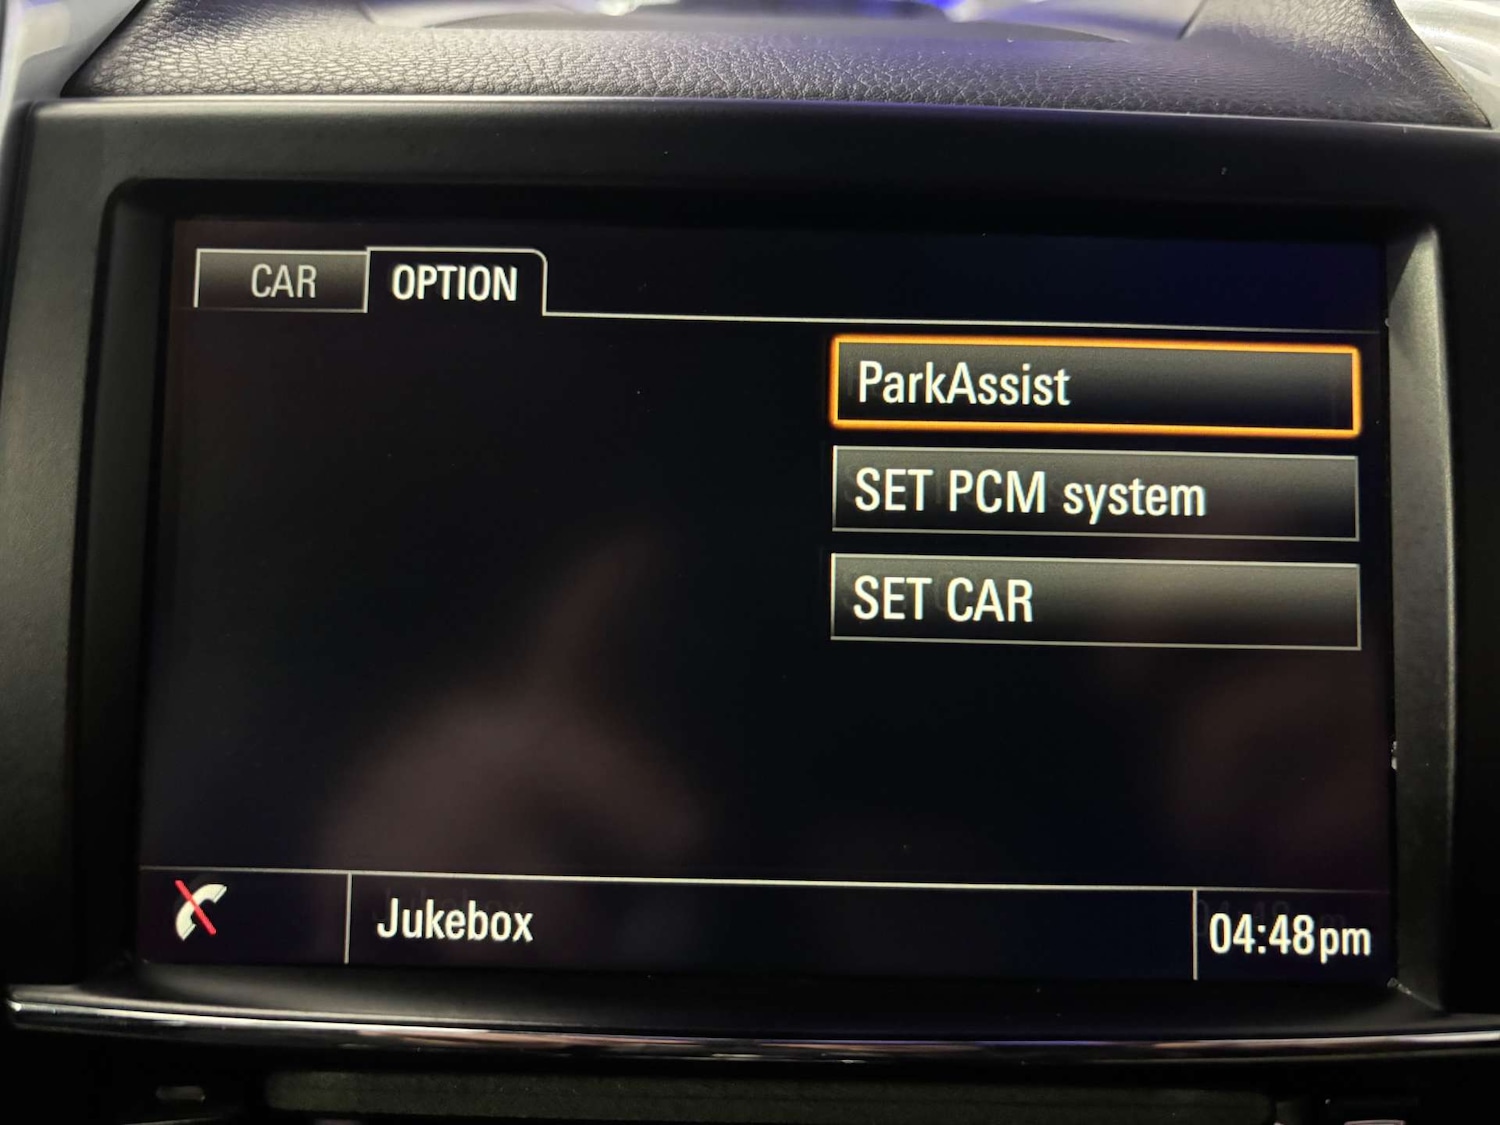 CAR OPTION
ParkAssist
SET PCM system
SET CAR
Jukebox 04:48pm